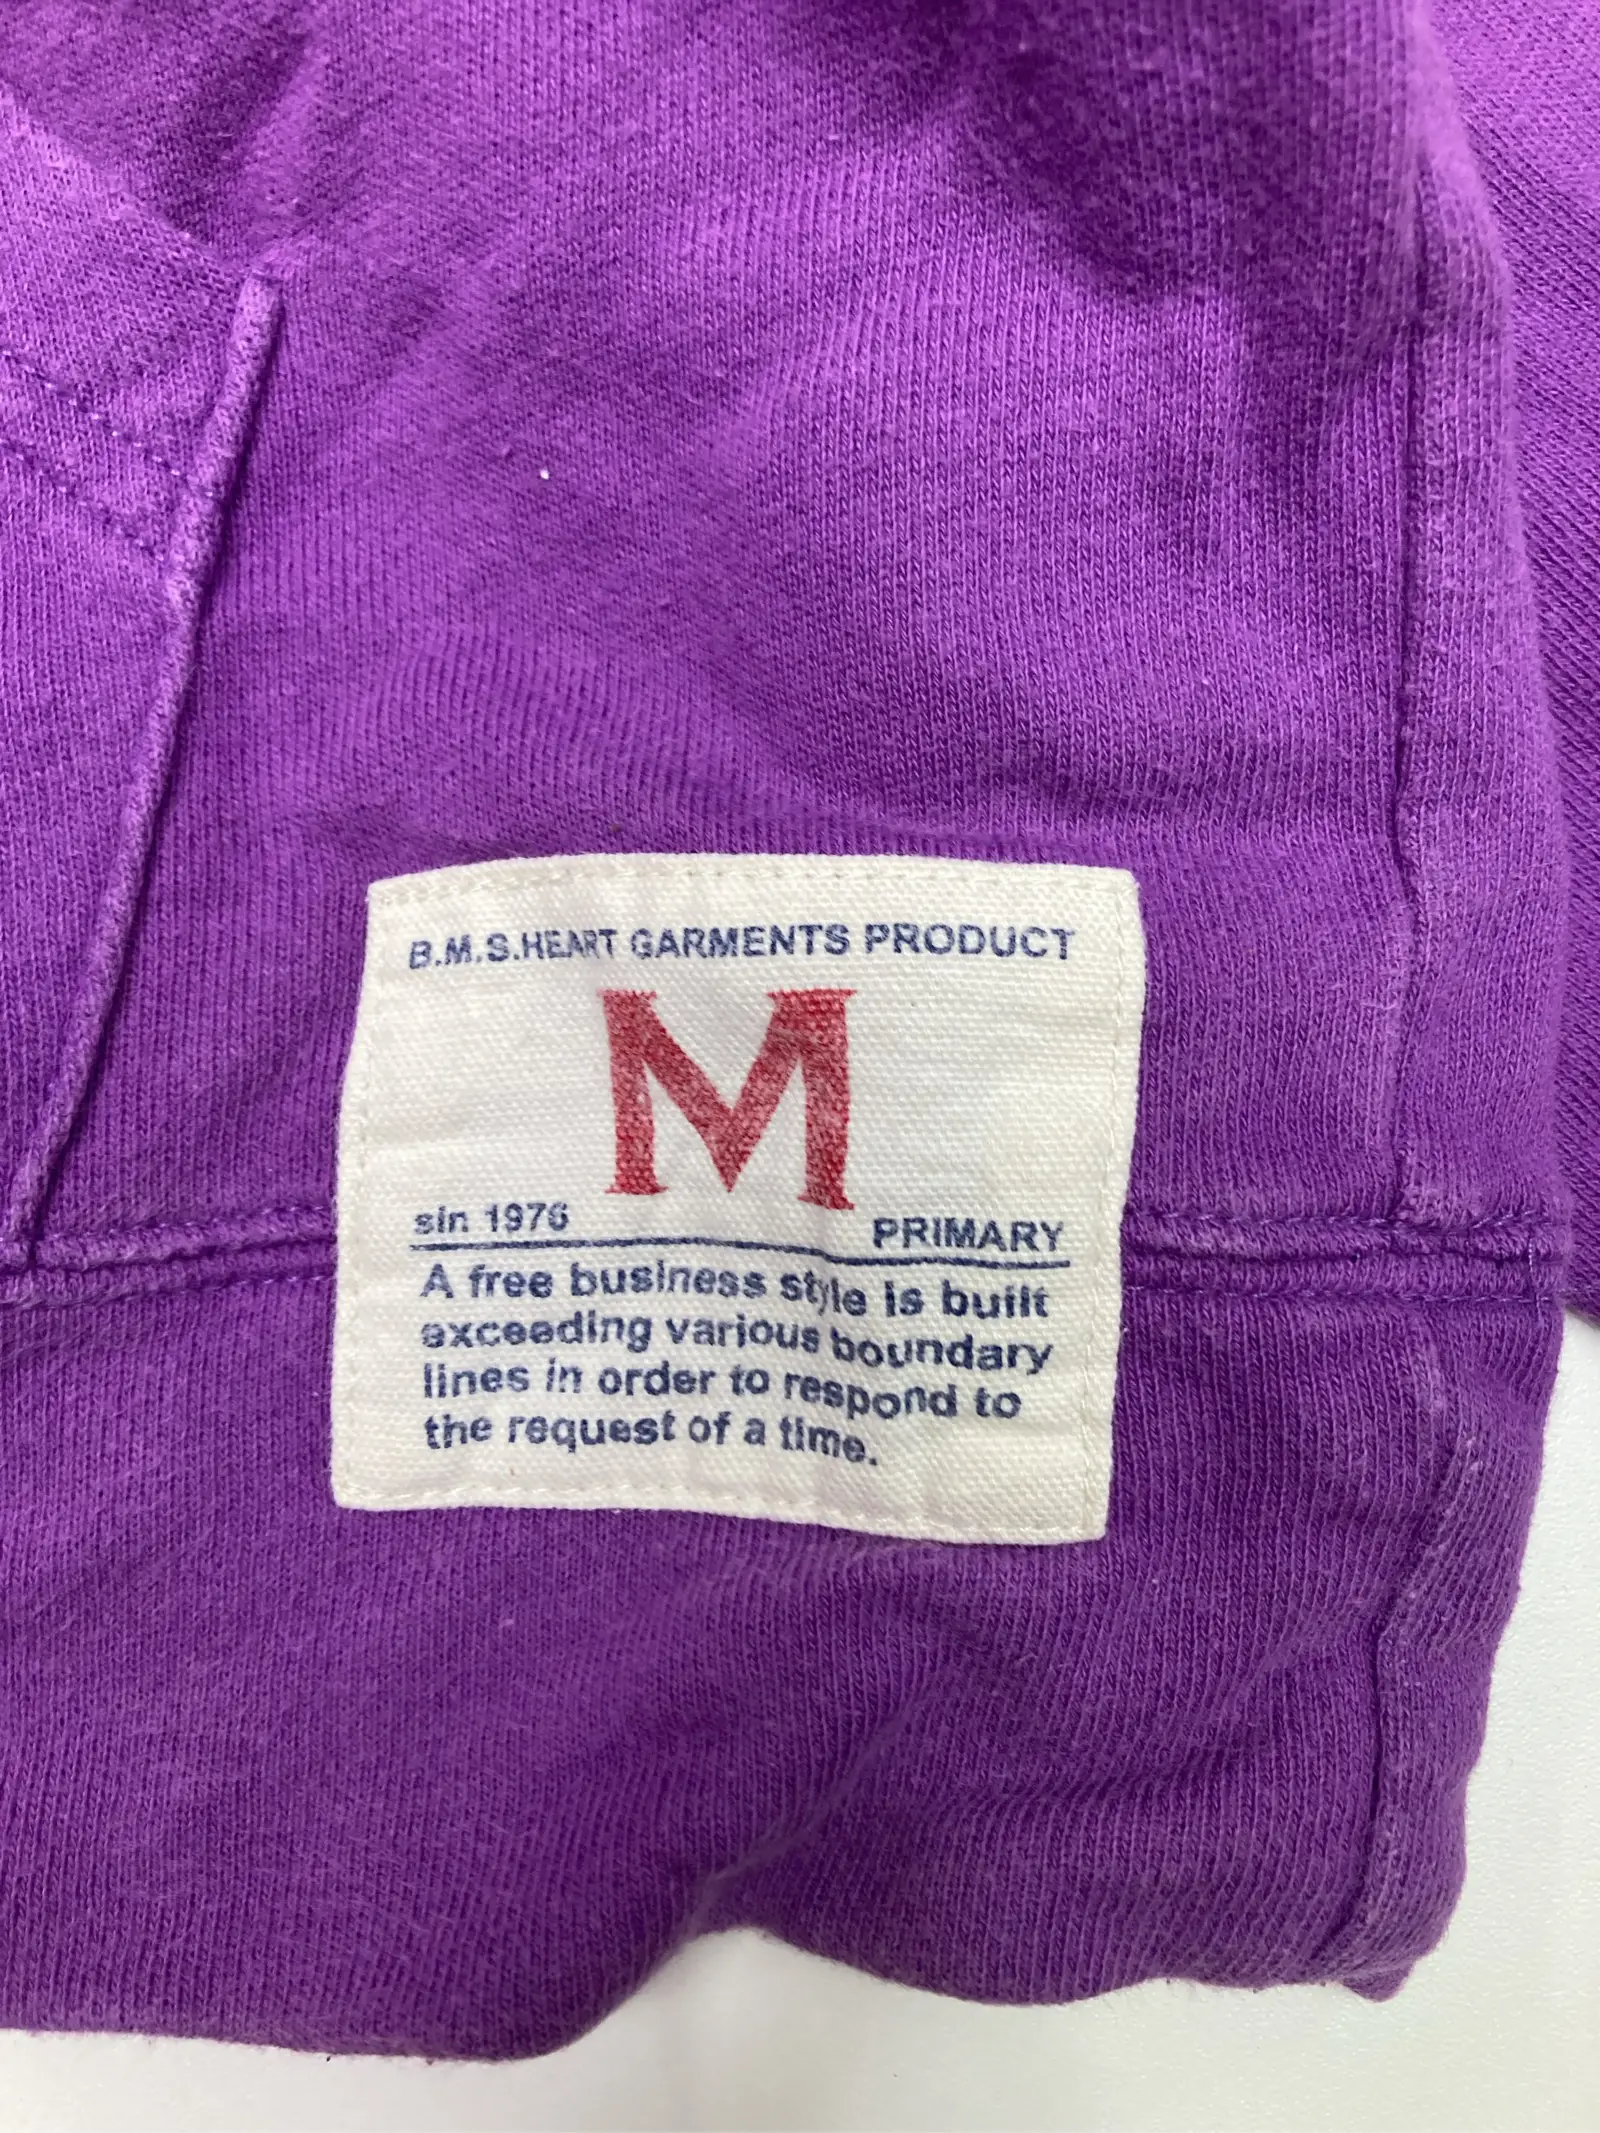 B.M.S.HEART GARMENTS PRODUCT
M
sin 1976 PRIMARY
A free business style is built
exceeding various boundary
lines in order to respond to
the request of a time.